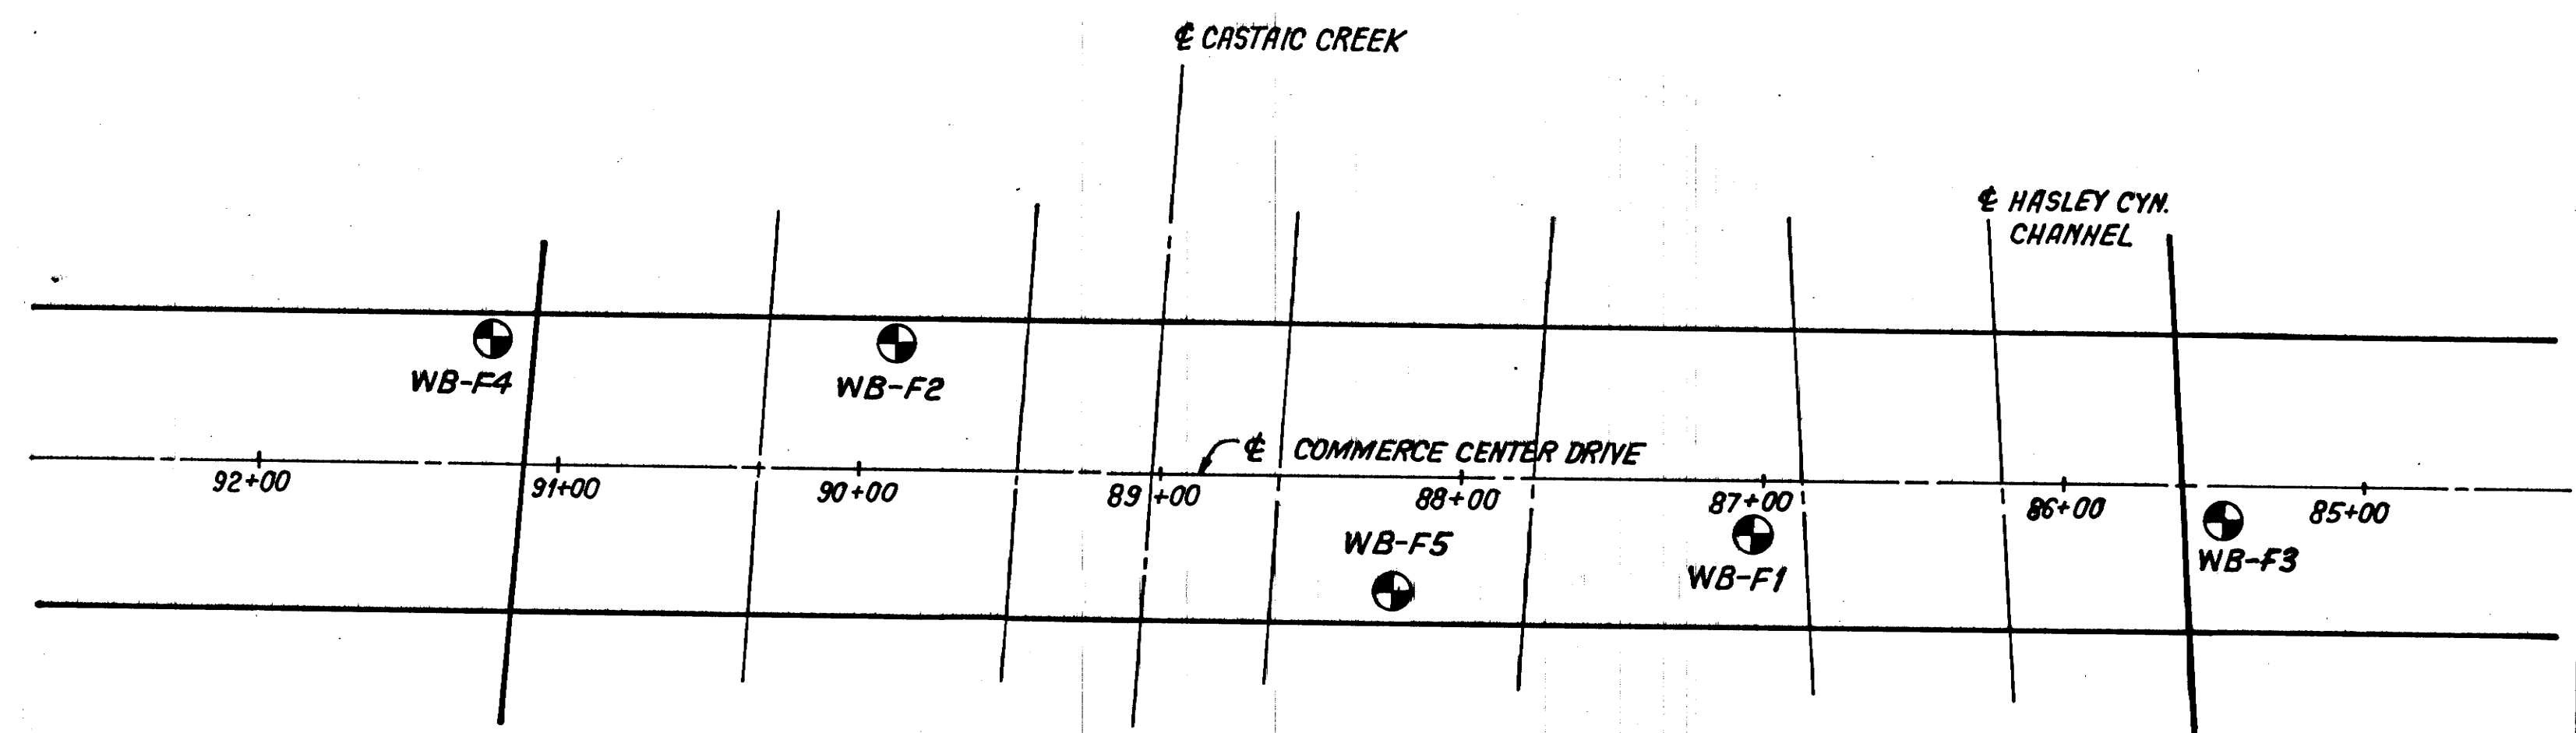 ℄ CASTAIC CREEK
℄ HASLEY CYN.
CHANNEL
WB-F4
WB-F2
℄ COMMERCE CENTER DRIVE
92+00
91+00
90+00
89+00
88+00
87+00
86+00
85+00
WB-F5
WB-F1
WB-F3